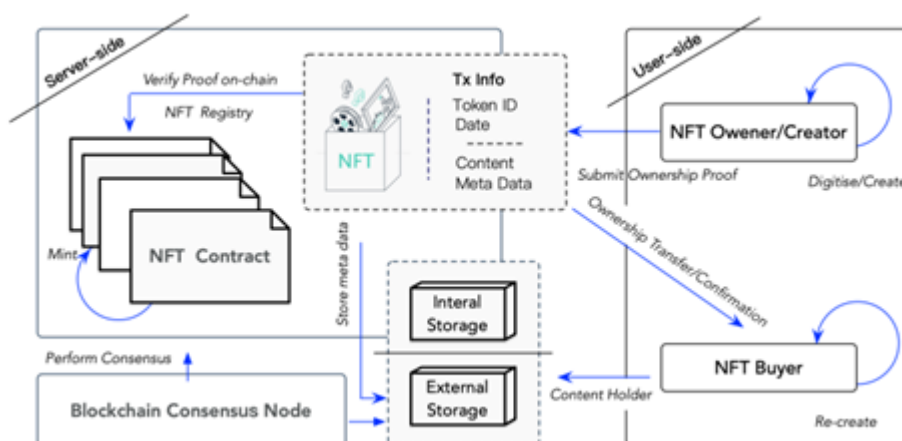 Server-side
User-side
Verify Proof on-chain
NFT Registry
NFT
Tx Info
Token ID
Date
Content
Meta Data
NFT Owener/Creator
Submit Ownership Proof
Digitise/Create
Mint
NFT Contract
Store meta data
Ownership Transfer/Confirmation
Interal
Storage
Perform Consensus
Blockchain Consensus Node
External
Storage
Content Holder
NFT Buyer
Re-create